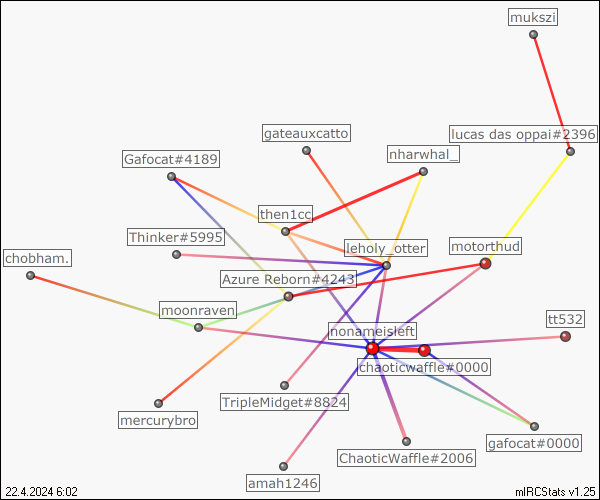 mukszi
lucas das oppai#2396
gateauxcatto
nharwhal_
Gafocat#4189
then1cc
Thinker#5995
leholy_otter
motorthud
chobham.
Azure Reborn#4243
moonraven
nonameisleft
tt532
chaoticwaffle#0000
TripleMidget#8824
mercurybro
gafocat#0000
ChaoticWaffle#2006
amah1246
22.4.2024 6:02
mIRCStats v1.25